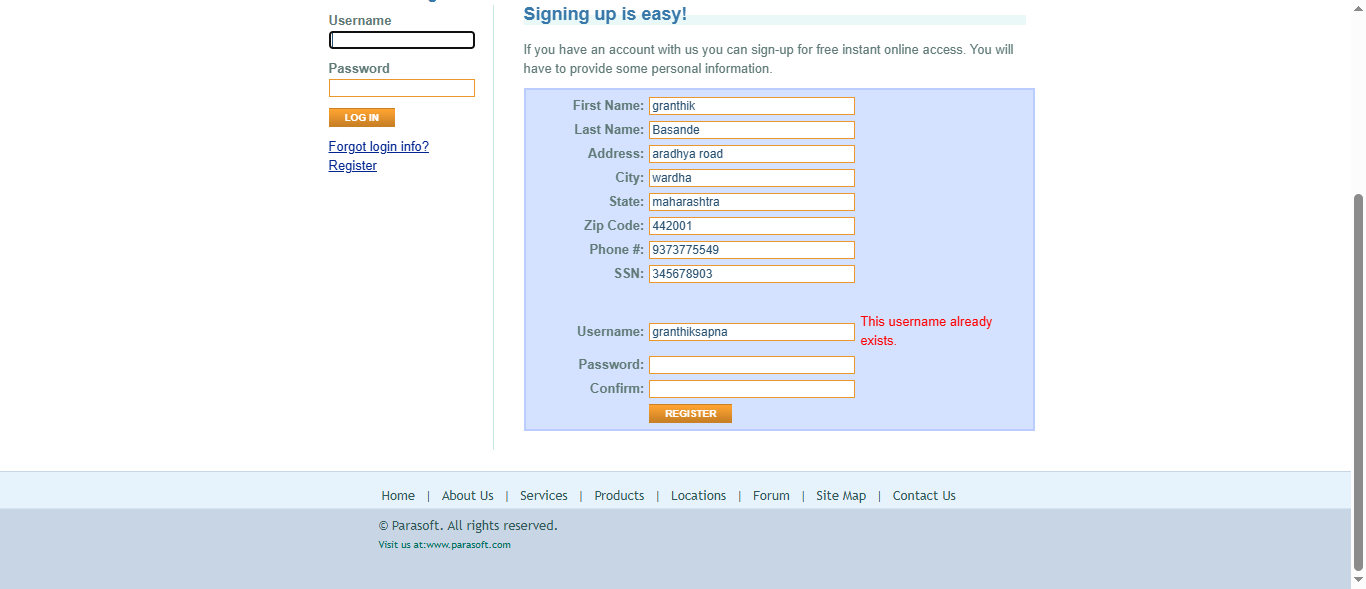 Username
Password
LOG IN
Forgot login info?
Register
Signing up is easy!
If you have an account with us you can sign-up for free instant online access. You will
have to provide some personal information.
First Name: granthik
Last Name: Basande
Address: aradhya road
City: wardha
State: maharashtra
Zip Code: 442001
Phone #: 9373775549
SSN: 345678903
Username: granthiksapna This username already
exists.
Password:
Confirm:
REGISTER
Home | About Us | Services | Products | Locations | Forum | Site Map | Contact Us
© Parasoft. All rights reserved.
Visit us at:www.parasoft.com